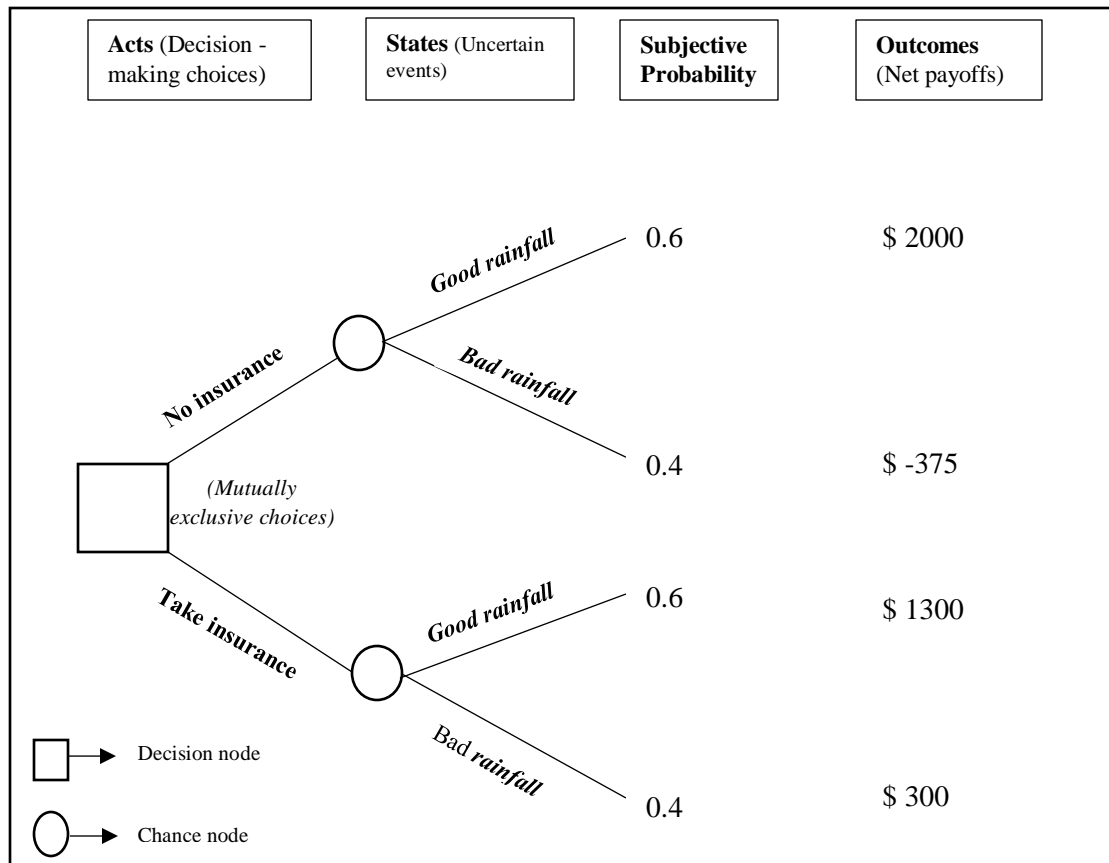 Acts (Decision -
making choices)
States (Uncertain
events)
Subjective
Probability
Outcomes
(Net payoffs)
Good rainfall
0.6
$ 2000
No insurance
Bad rainfall
0.4
$ -375
(Mutually
exclusive choices)
Take insurance
Good rainfall
0.6
$ 1300
Bad rainfall
0.4
$ 300
Decision node
Chance node